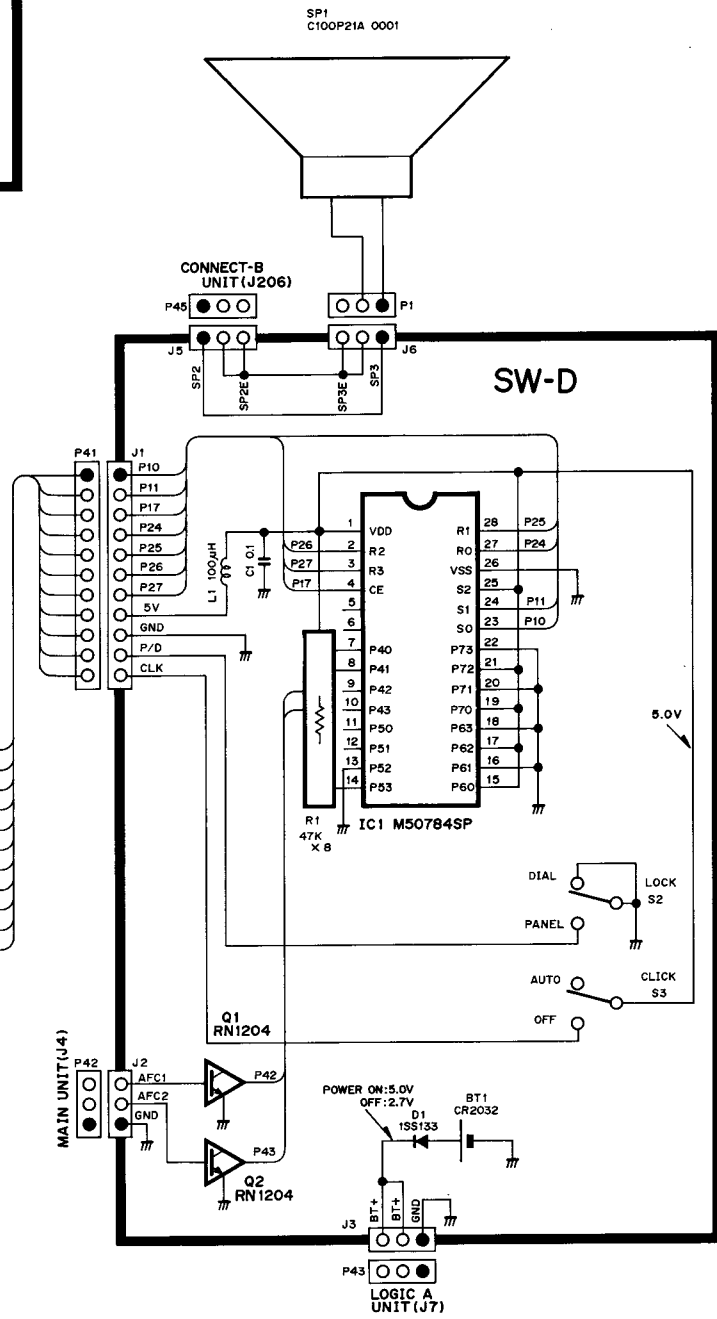 SP1
C100P21A 0001
CONNECT-B
UNIT(J206)
P45
P1
J5
J6
SP2
SP2E
SP3E
SP3
SW-D
P41
J1
P10
P11
P17
P24
P25
P26
P27
5V
GND
P/D
CLK
L1 100μH
C1 0.1
P26
P27
P17
1 VDD
2 R2
3 R3
4 CE
5
6
7 P40
8 P41
9 P42
10 P43
11 P50
12 P51
13 P52
14 P53
R1 28 P25
R0 27 P24
VSS 26
S2 25
S1 24 P11
S0 23 P10
P73 22
P72 21
P71 20
P70 19
P63 18
P62 17
P61 16
P60 15
5.0V
R1
47K
×8
IC1 M50784SP
DIAL
LOCK
S2
PANEL
AUTO
CLICK
S3
OFF
Q1
RN1204
MAIN UNIT(J4)
P42
J2
AFC1
AFC2
GND
P42
P43
Q2
RN1204
POWER ON:5.0V
OFF:2.7V
D1
1SS133
BT1
CR2032
J3
BT+
BT+
GND
P43
LOGIC A
UNIT(J7)